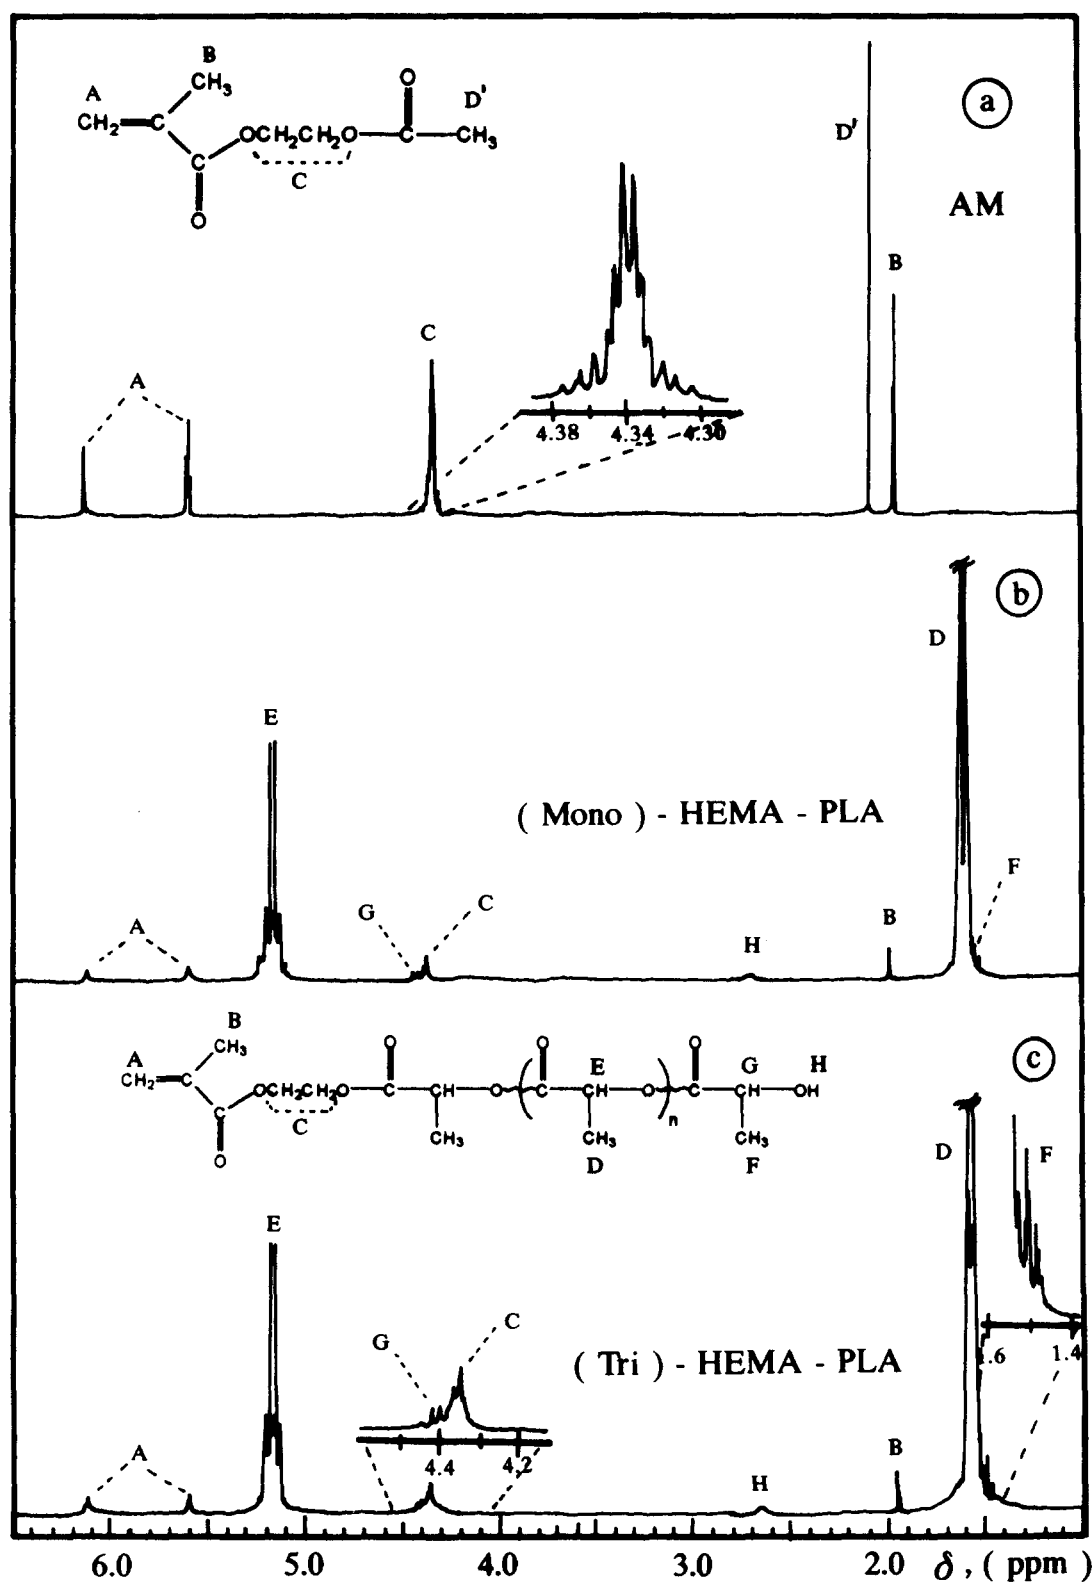 B
CH₃
A
CH₂=C
OCH₂CH₂O
C
O
C
O
C
CH₃
D'
a
D'
AM
B
C
A
4.38 4.34 4.30
b
D
E
( Mono ) - HEMA - PLA
F
G C
A
H
B
B
CH₃
A
CH₂=C
C
O
OCH₂CH₂O
C
O
C
CH
CH₃
O
O
C
E
CH
CH₃
D
O
n
O
C
G
CH
CH₃
F
H
OH
c
D
F
1.4
E
G C
( Tri ) - HEMA - PLA
4.4 4.2
A
H
B
6.0 5.0 4.0 3.0 2.0 δ , ( ppm )